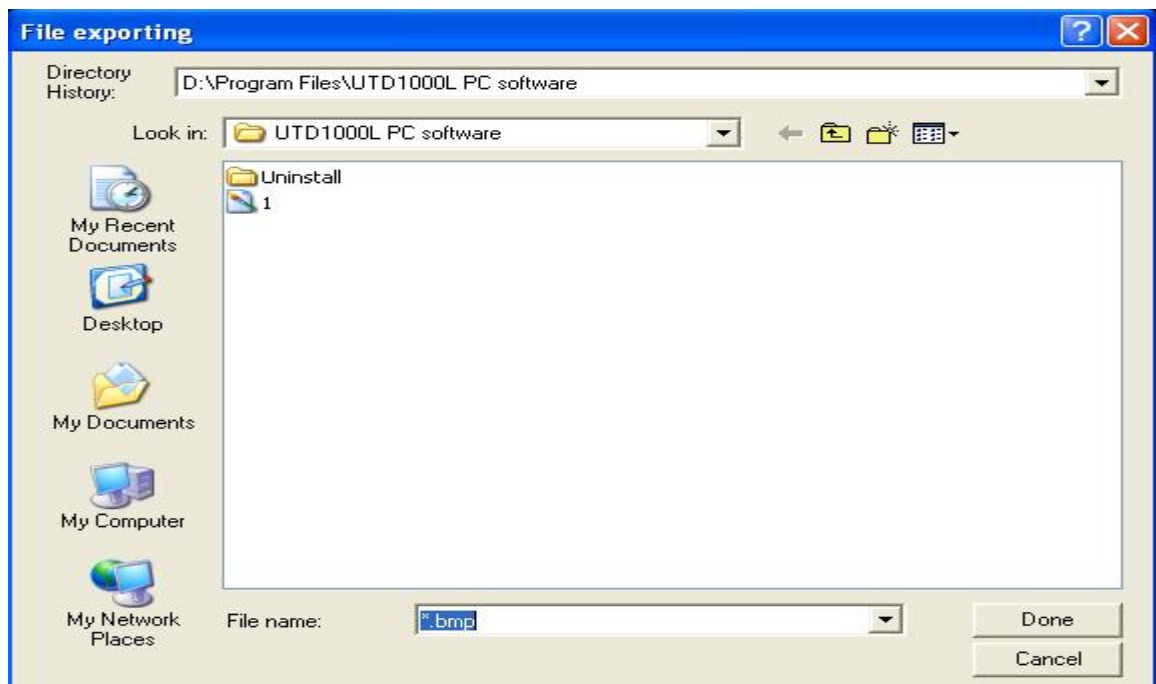 File exporting
Directory
History:
D:\Program Files\UTD1000L PC software
Look in:
UTD1000L PC software
Uninstall
1
My Recent
Documents
Desktop
My Documents
My Computer
My Network
Places
File name:
*.bmp
Done
Cancel